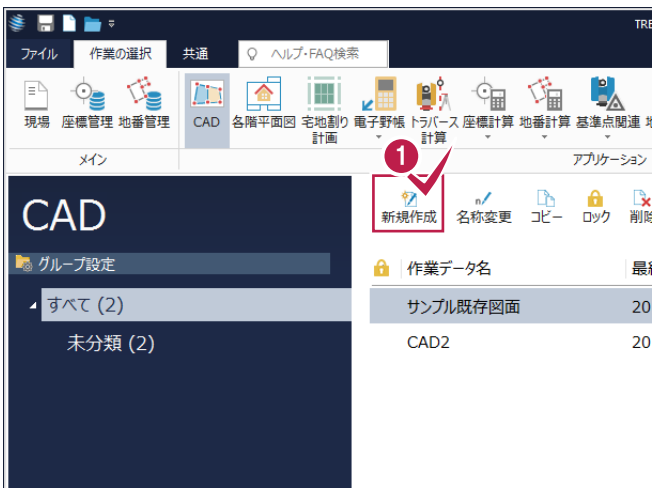 TRE
ファイル 作業の選択 共通 ヘルプ・FAQ検索
現場 座標管理 地番管理 CAD 各階平面図 宅地割り 電子野帳 トラバース 座標計算 地番計算 基準点関連
計画 計算
メイン アプリケーション
1
CAD
新規作成 名称変更 コピー ロック 削除
グループ設定
作業データ名 最終
すべて (2)
サンプル既存図面 20
未分類 (2)
CAD2 20